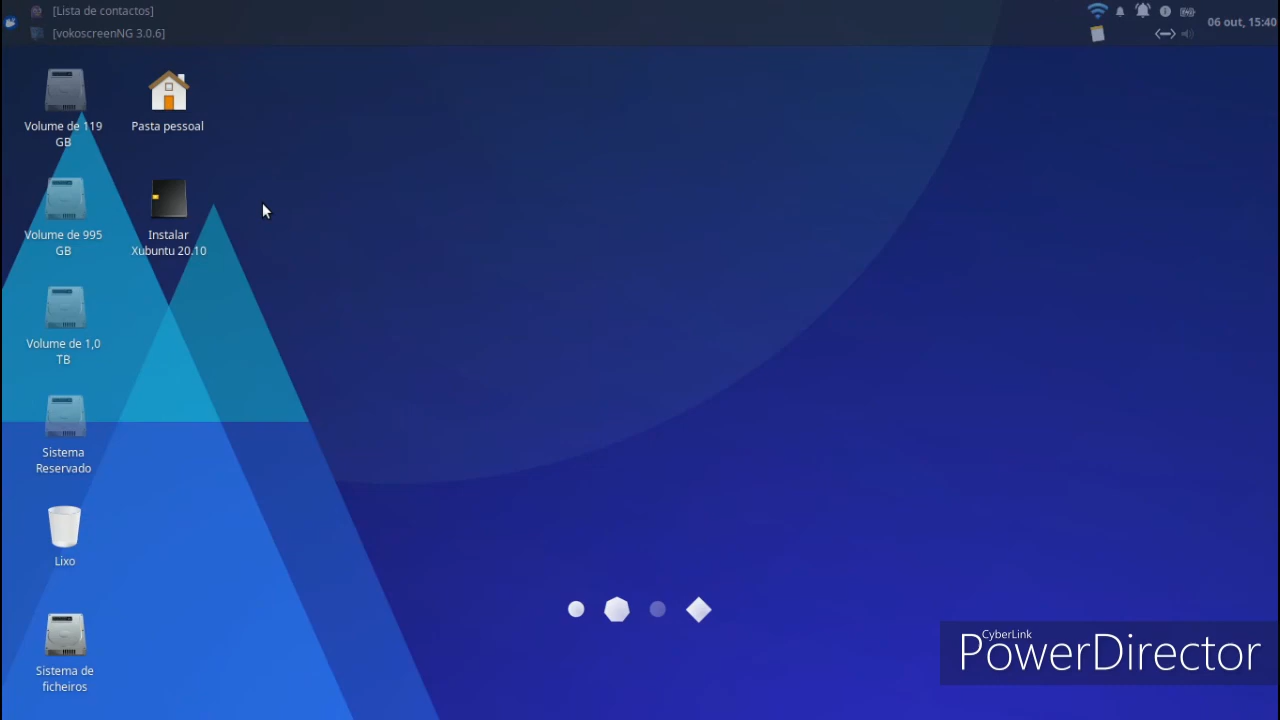 [Lista de contactos]
[vokoscreenNG 3.0.6]
06 out, 15:40
Volume de 119
GB
Pasta pessoal
Volume de 995
GB
Instalar
Xubuntu 20.10
Volume de 1,0
TB
Sistema
Reservado
Lixo
Sistema de
ficheiros
CyberLink
PowerDirector